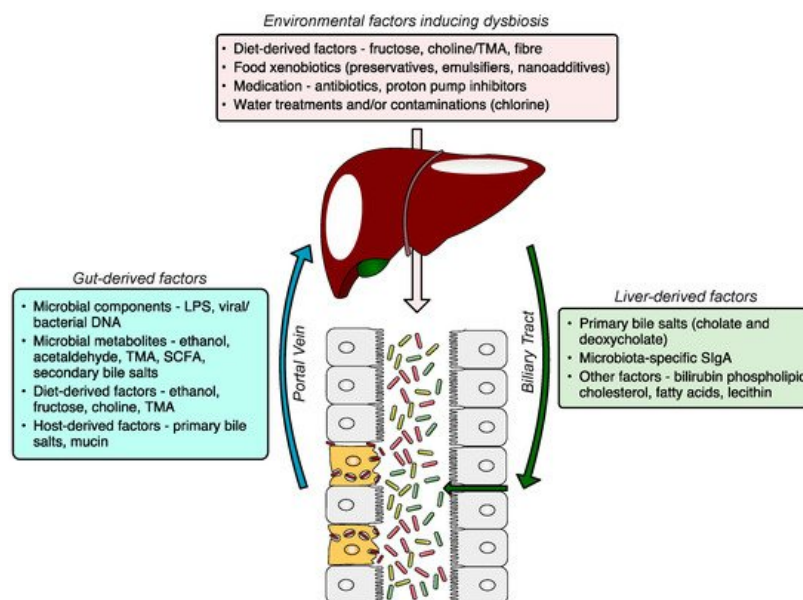 Environmental factors inducing dysbiosis
• Diet-derived factors - fructose, choline/TMA, fibre
• Food xenobiotics (preservatives, emulsifiers, nanoadditives)
• Medication - antibiotics, proton pump inhibitors
• Water treatments and/or contaminations (chlorine)
Gut-derived factors
• Microbial components - LPS, viral/
bacterial DNA
• Microbial metabolites - ethanol,
acetaldehyde, TMA, SCFA,
secondary bile salts
• Diet-derived factors - ethanol,
fructose, choline, TMA
• Host-derived factors - primary bile
salts, mucin
Portal Vein
Biliary Tract
Liver-derived factors
• Primary bile salts (cholate and
deoxycholate)
• Microbiota-specific SIgA
• Other factors - bilirubin phospholipid
cholesterol, fatty acids, lecithin